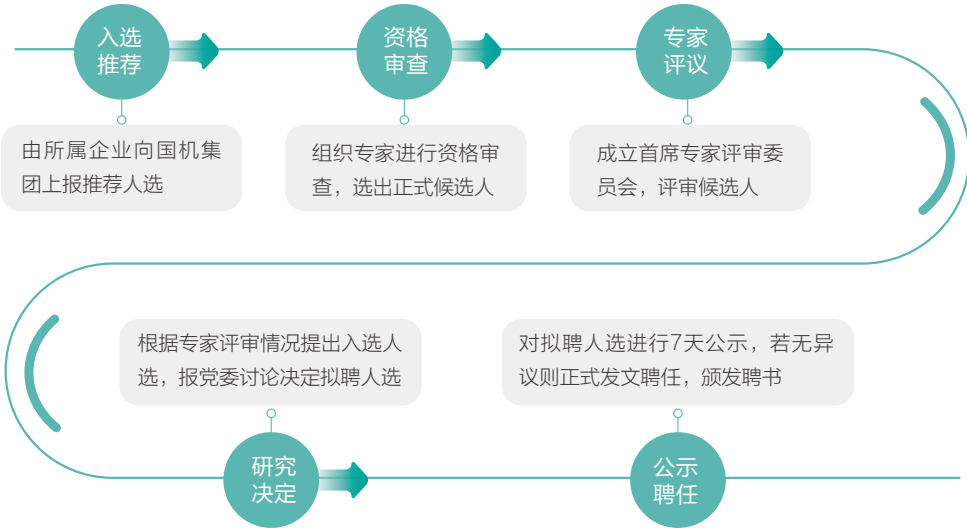 入选
推荐
由所属企业向国机集
团上报推荐人选
资格
审查
组织专家进行资格审
查，选出正式候选人
专家
评议
成立首席专家评审委
员会，评审候选人
根据专家评审情况提出入选人
选，报党委讨论决定拟聘人选
研究
决定
对拟聘人选进行7天公示，若无异
议则正式发文聘任，颁发聘书
公示
聘任